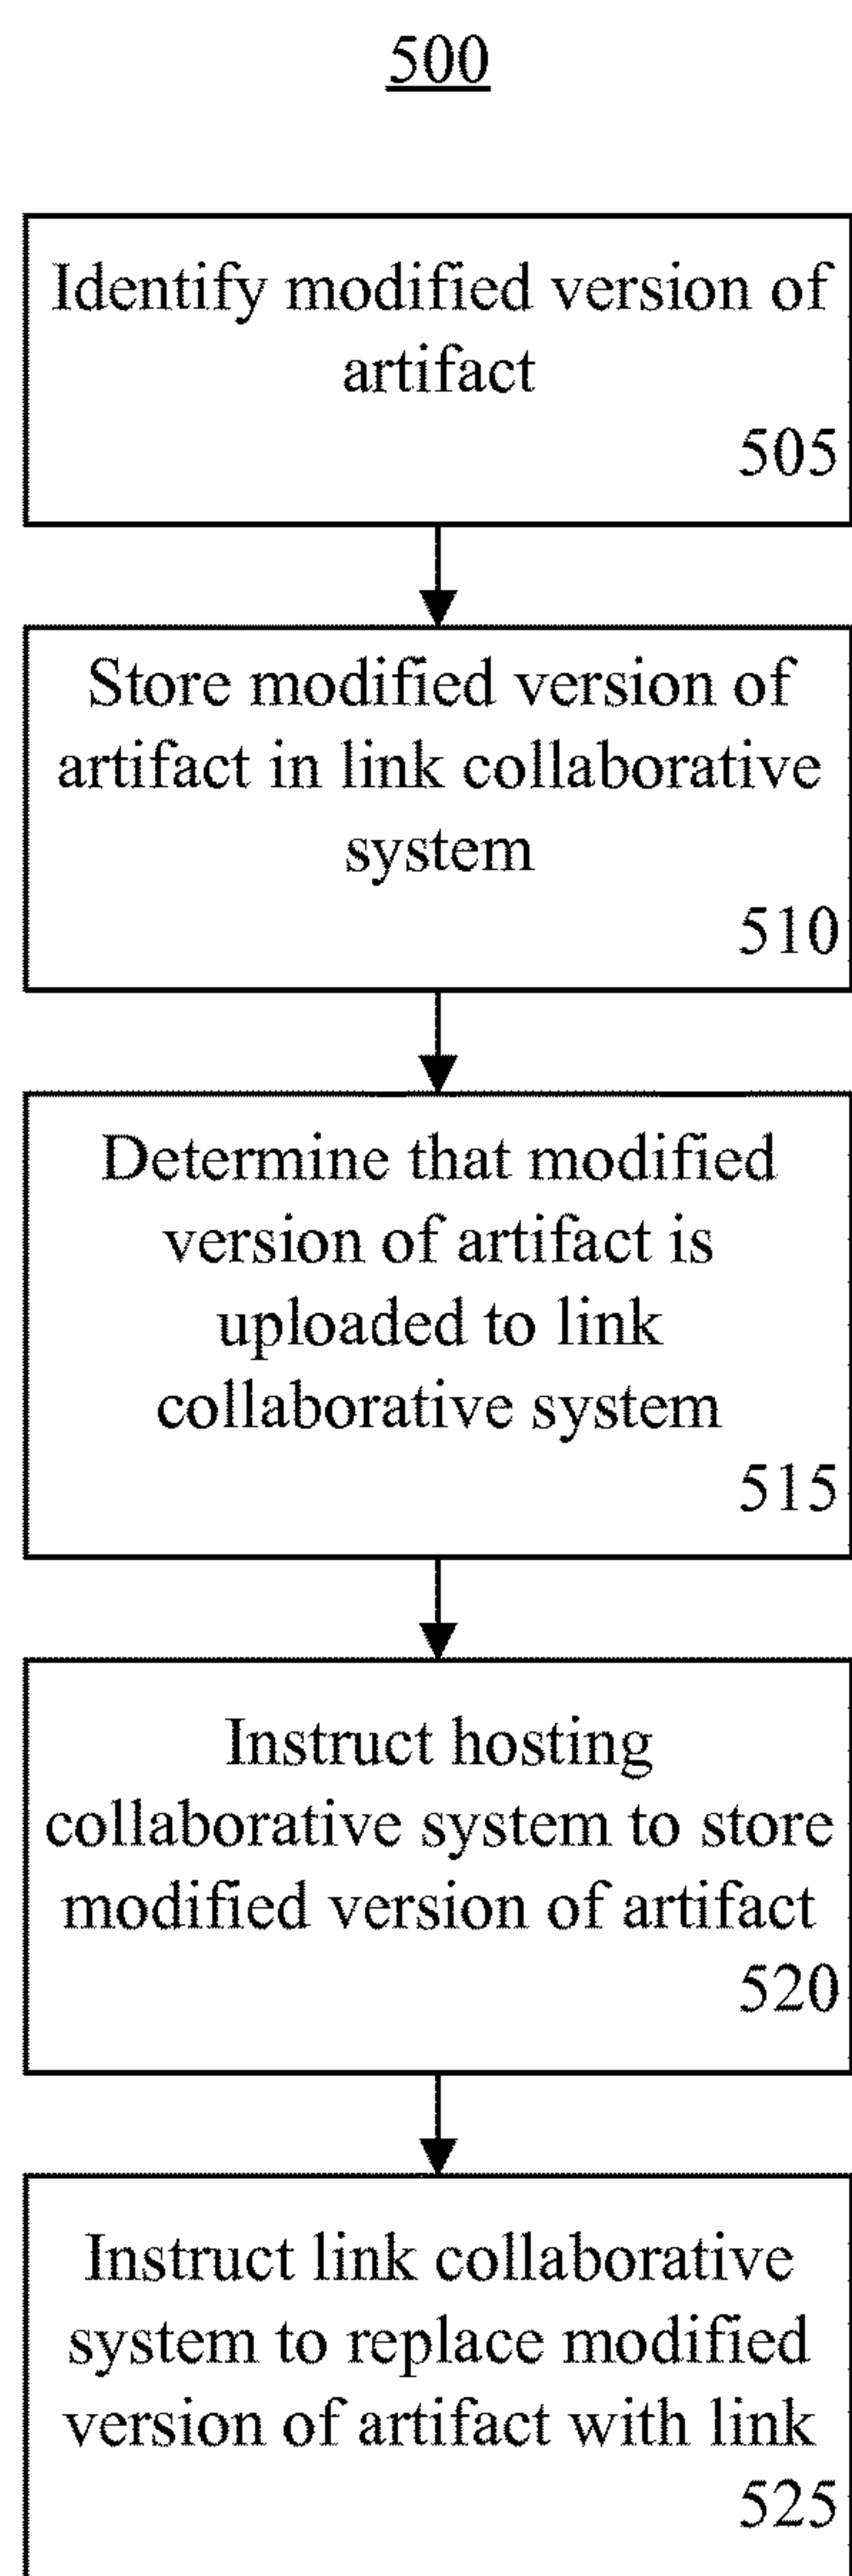 500
Identify modified version of
artifact
505
Store modified version of
artifact in link collaborative
system
510
Determine that modified
version of artifact is
uploaded to link
collaborative system
515
Instruct hosting
collaborative system to store
modified version of artifact
520
Instruct link collaborative
system to replace modified
version of artifact with link
525